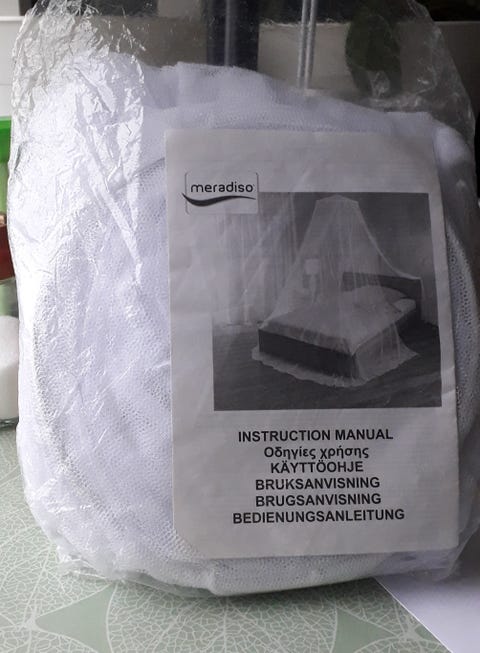 meradiso®
INSTRUCTION MANUAL
Οδηγίες χρήσης
KÄYTTÖOHJE
BRUKSANVISNING
BRUGSANVISNING
BEDIENUNGSANLEITUNG